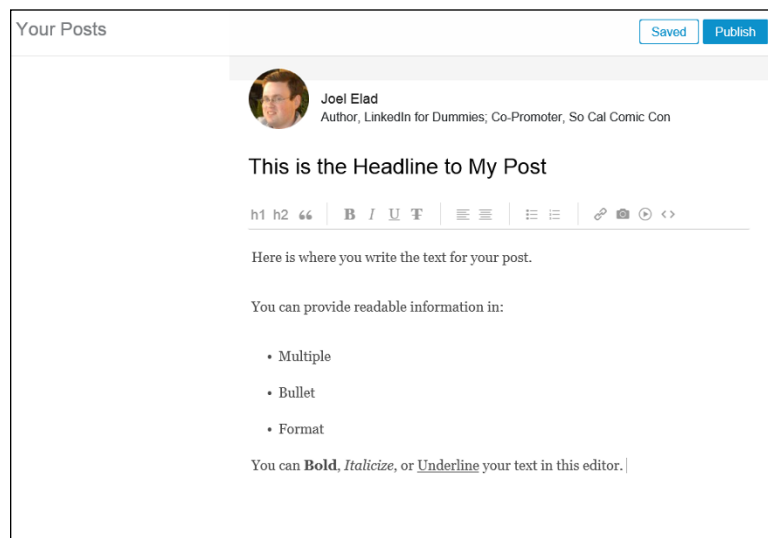 Your Posts
Saved Publish
Joel Elad
Author, LinkedIn for Dummies; Co-Promoter, So Cal Comic Con
This is the Headline to My Post
h1 h2 “ B I U T
Here is where you write the text for your post.
You can provide readable information in:
• Multiple
• Bullet
• Format
You can Bold, Italicize, or Underline your text in this editor.